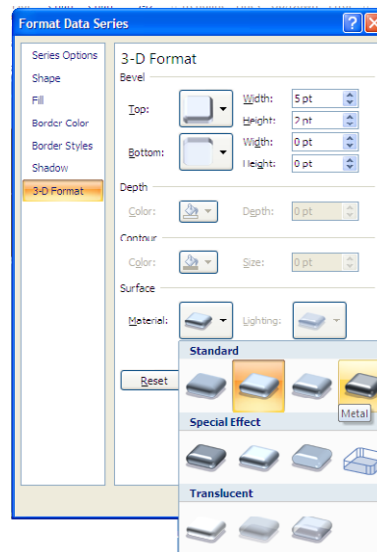 Format Data Series
Series Options
Shape
Fill
Border Color
Border Styles
Shadow
3-D Format
3-D Format
Bevel
Top:
Width: 5 pt
Height: 2 pt
Bottom:
Width: 0 pt
Height: 0 pt
Depth
Color:
Depth: 0 pt
Contour
Color:
Size: 0 pt
Surface
Material:
Lighting:
Reset
Standard
Metal
Special Effect
Translucent